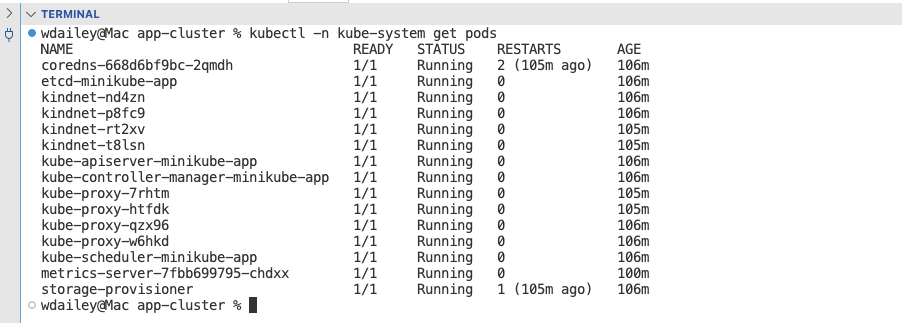 TERMINAL
wdailey@Mac app-cluster % kubectl -n kube-system get pods
NAME READY STATUS RESTARTS AGE
coredns-668d6bf9bc-2qmdh 1/1 Running 2 (105m ago) 106m
etcd-minikube-app 1/1 Running 0 106m
kindnet-nd4zn 1/1 Running 0 106m
kindnet-p8fc9 1/1 Running 0 106m
kindnet-rt2xv 1/1 Running 0 105m
kindnet-t8lsn 1/1 Running 0 105m
kube-apiserver-minikube-app 1/1 Running 0 106m
kube-controller-manager-minikube-app 1/1 Running 0 106m
kube-proxy-7rhtm 1/1 Running 0 105m
kube-proxy-htfdk 1/1 Running 0 105m
kube-proxy-qzx96 1/1 Running 0 106m
kube-proxy-w6hkd 1/1 Running 0 106m
kube-scheduler-minikube-app 1/1 Running 0 106m
metrics-server-7fbb699795-chdxx 1/1 Running 0 100m
storage-provisioner 1/1 Running 1 (105m ago) 106m
wdailey@Mac app-cluster %